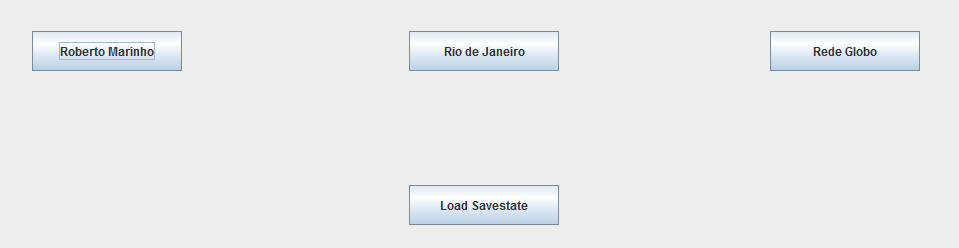 Roberto Marinho
Rio de Janeiro
Rede Globo
Load Savestate